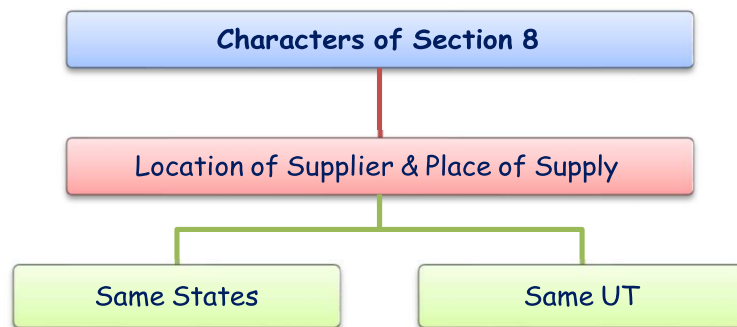 Characters of Section 8
Location of Supplier & Place of Supply
Same States
Same UT